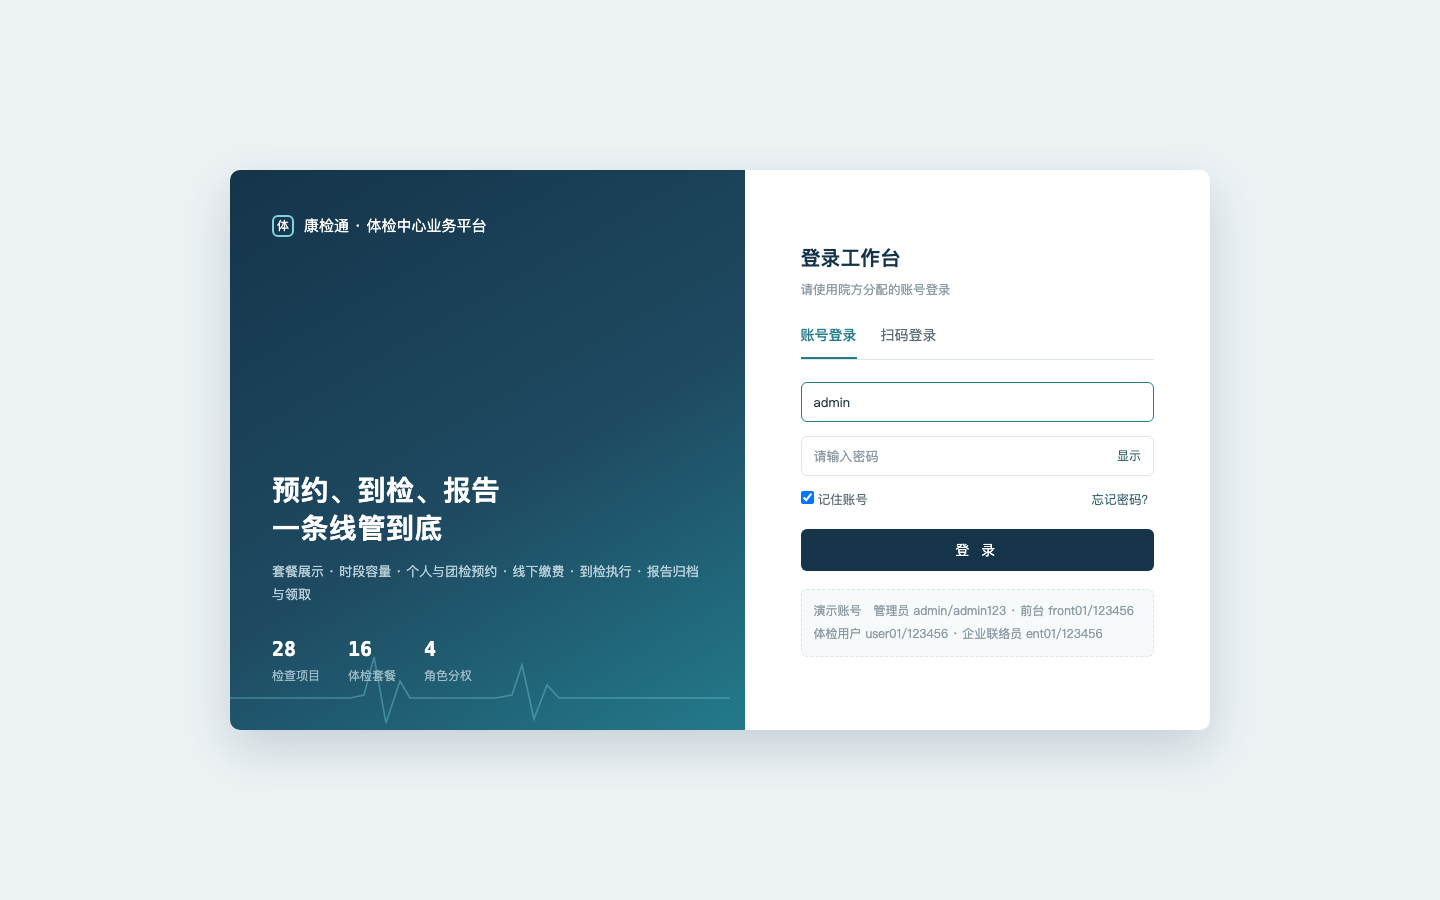 体 康检通 · 体检中心业务平台
预约、到检、报告
一条线管到底
套餐展示 · 时段容量 · 个人与团检预约 · 线下缴费 · 到检执行 · 报告归档
与领取
28 16 4
检查项目 体检套餐 角色分权
登录工作台
请使用院方分配的账号登录
账号登录 扫码登录
admin
请输入密码 显示
记住账号 忘记密码?
登 录
演示账号 管理员 admin/admin123 · 前台 front01/123456
体检用户 user01/123456 · 企业联络员 ent01/123456